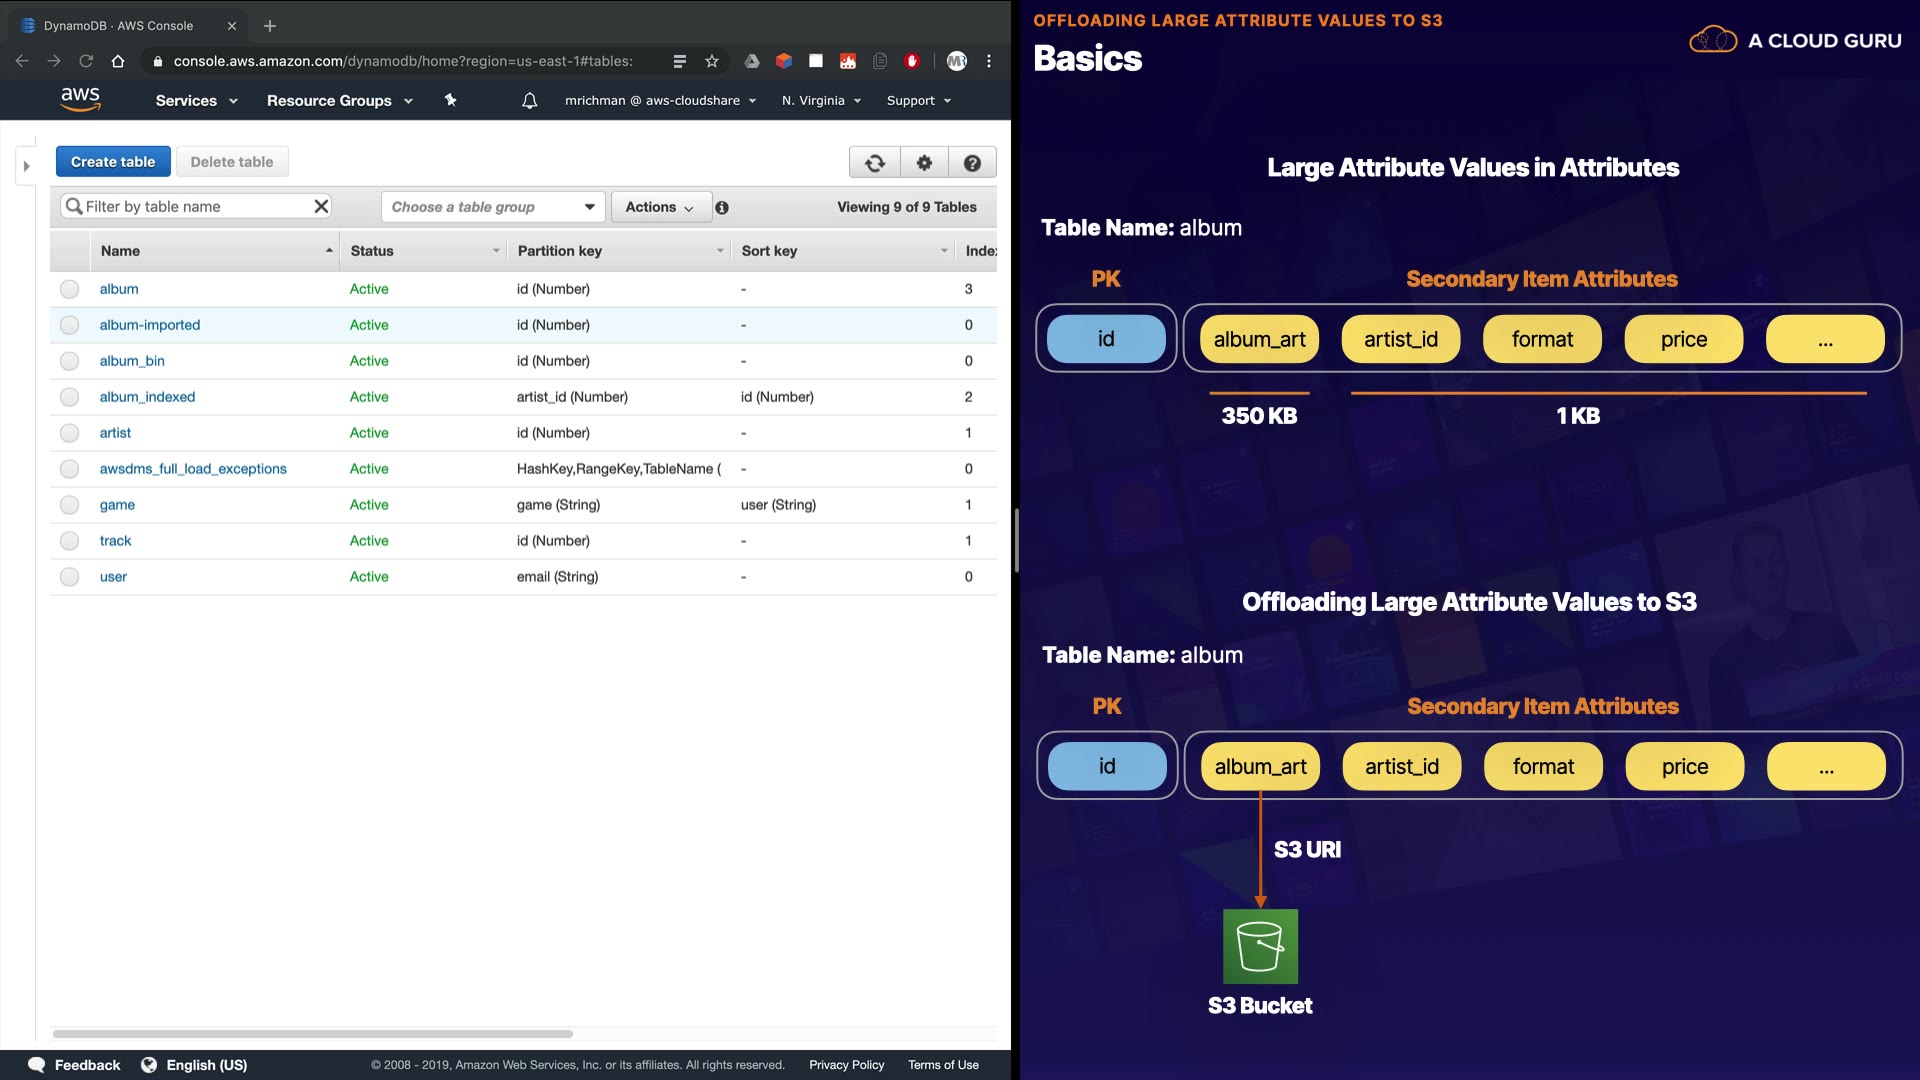 DynamoDB · AWS Console
console.aws.amazon.com/dynamodb/home?region=us-east-1#tables:
MR
aws
Services
Resource Groups
mrichman @ aws-cloudshare
N. Virginia
Support
Create table
Delete table
Filter by table name
Choose a table group
Actions
Viewing 9 of 9 Tables
Name Status Partition key Sort key Inde
album Active id (Number) - 3
album-imported Active id (Number) - 0
album_bin Active id (Number) - 0
album_indexed Active artist_id (Number) id (Number) 2
artist Active id (Number) - 1
awsdms_full_load_exceptions Active HashKey,RangeKey,TableName ( - 0
game Active game (String) user (String) 1
track Active id (Number) - 1
user Active email (String) - 0
Feedback
English (US)
© 2008 - 2019, Amazon Web Services, Inc. or its affiliates. All rights reserved.
Privacy Policy
Terms of Use
OFFLOADING LARGE ATTRIBUTE VALUES TO S3
Basics
A CLOUD GURU
Large Attribute Values in Attributes
Table Name: album
PK
Secondary Item Attributes
id album_art artist_id format price ...
350 KB 1 KB
Offloading Large Attribute Values to S3
Table Name: album
PK
Secondary Item Attributes
id album_art artist_id format price ...
S3 URI
S3 Bucket